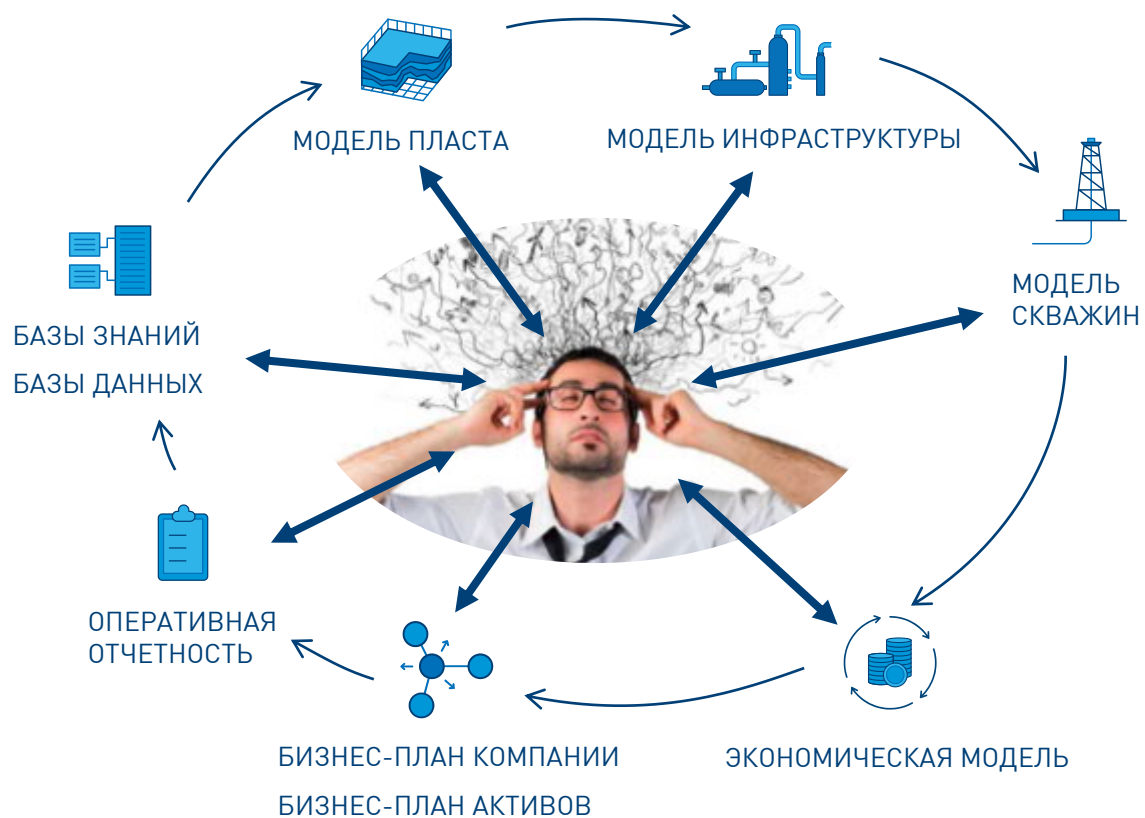 МОДЕЛЬ ПЛАСТА
МОДЕЛЬ ИНФРАСТРУКТУРЫ
МОДЕЛЬ
СКВАЖИН
БАЗЫ ЗНАНИЙ
БАЗЫ ДАННЫХ
ОПЕРАТИВНАЯ
ОТЧЕТНОСТЬ
БИЗНЕС-ПЛАН КОМПАНИИ
БИЗНЕС-ПЛАН АКТИВОВ
ЭКОНОМИЧЕСКАЯ МОДЕЛЬ